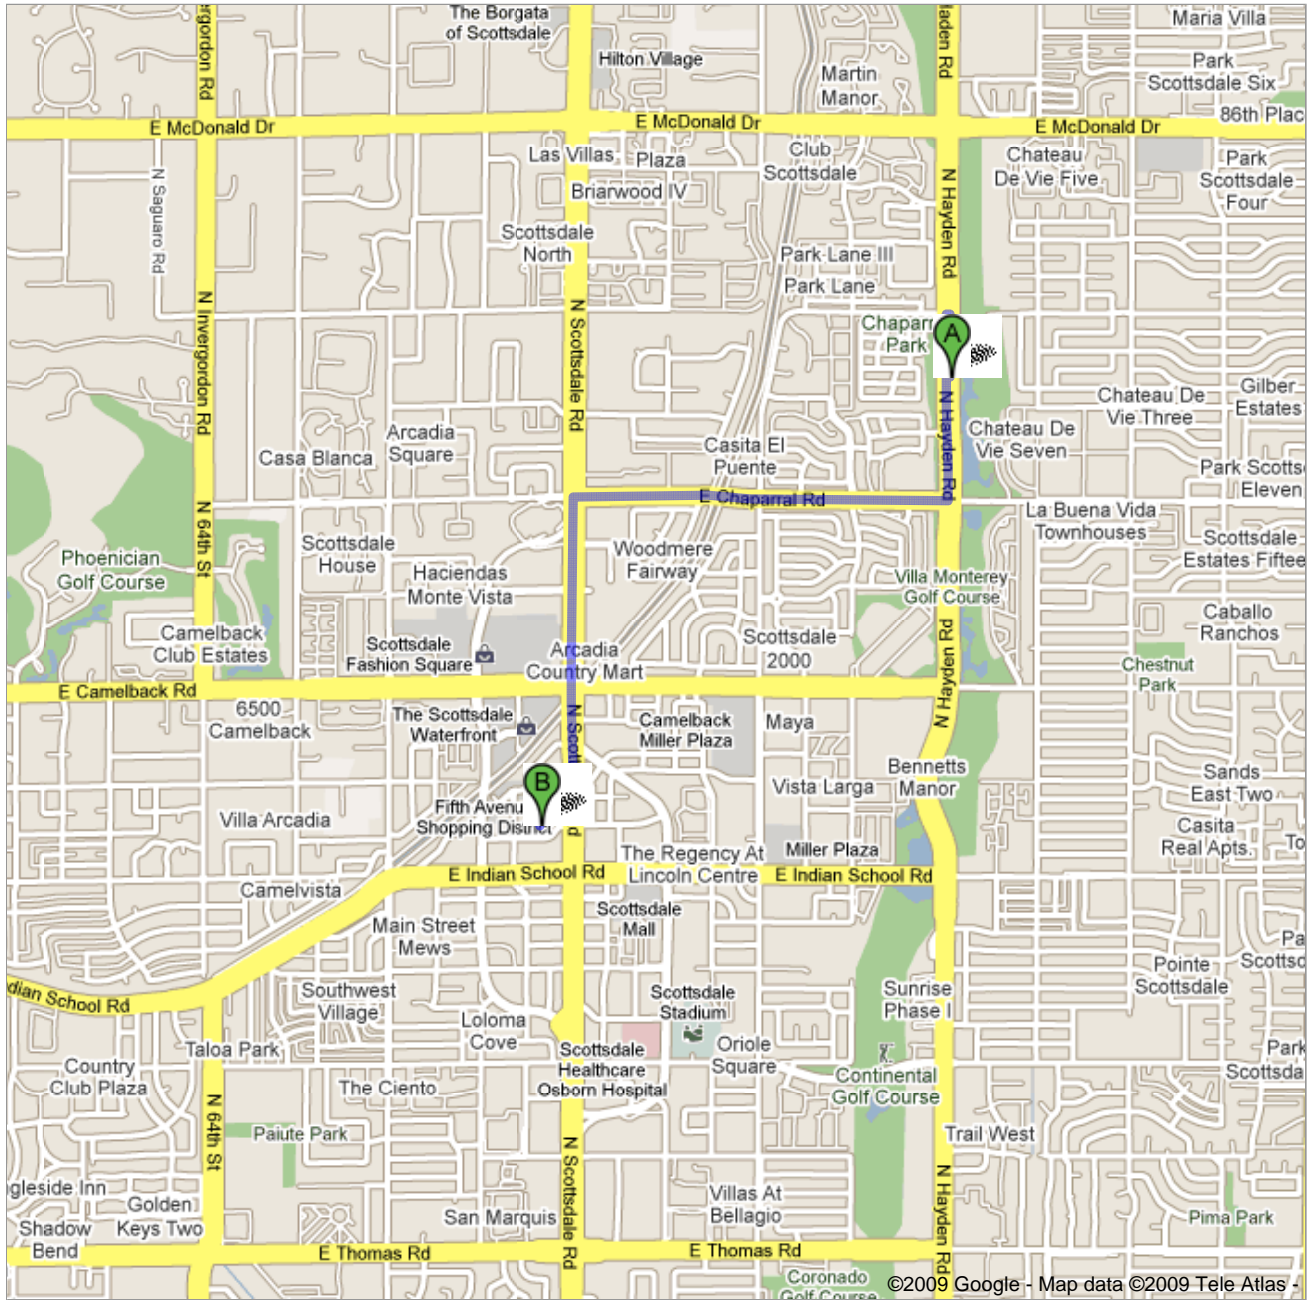 The Borgata
of Scottsdale
Maria Villa
Hilton Village
Park
Scottsdale Six
Martin
Manor
86th Plac
E McDonald Dr
E McDonald Dr
E McDonald Dr
Las Villas
Plaza
Club
Scottsdale
Chateau
De Vie Five
Park
Scottsdale
Four
Briarwood IV
N Saguaro Rd
N Hayden Rd
Scottsdale
North
Park Lane III
Park Lane
N Invergordon Rd
N Scottsdale Rd
Chaparr
Park
A
Chateau De
Vie Three
Gilber
Estates
N Hayden Rd
Chateau De
Vie Seven
Arcadia
Square
Casa Blanca
Casita El
Puente
Park Scotts
Eleven
E Chaparral Rd
La Buena Vida
Townhouses
N 64th St
Scottsdale
House
Woodmere
Fairway
Scottsdale
Estates Fiftee
Phoenician
Golf Course
Haciendas
Monte Vista
Villa Monterey
Golf Course
Caballo
Ranchos
Camelback
Club Estates
Scottsdale
Fashion Square
Arcadia
Country Mart
Scottsdale
2000
N Hayden Rd
Chestnut
Park
E Camelback Rd
6500
Camelback
The Scottsdale
Waterfront
N Scott
Camelback
Miller Plaza
Maya
Bennetts
Manor
Vista Larga
Sands
East Two
B
Fifth Avenu
Shopping District
d
Villa Arcadia
Casita
Real Apts.
To
The Regency At
Lincoln Centre
Miller Plaza
E Indian School Rd
E Indian School Rd
Camelvista
Scottsdale
Mall
Main Street
Mews
Pa
Scottsd
Pointe
Scottsdale
dian School Rd
Southwest
Village
Scottsdale
Stadium
Sunrise
Phase I
Loloma
Cove
Taloa Park
Scottsdale
Healthcare
Osborn Hospital
Oriole
Square
Park
Scottsda
Country
Club Plaza
The Ciento
Continental
Golf Course
N 64th St
Paiute Park
Trail West
N Scottsdale Rd
N Hayden Rd
gleside Inn
Golden
Keys Two
Villas At
Bellagio
San Marquis
Pima Park
Shadow
Bend
E Thomas Rd
E Thomas Rd
Coronado
Golf Course
©2009 Google - Map data ©2009 Tele Atlas -